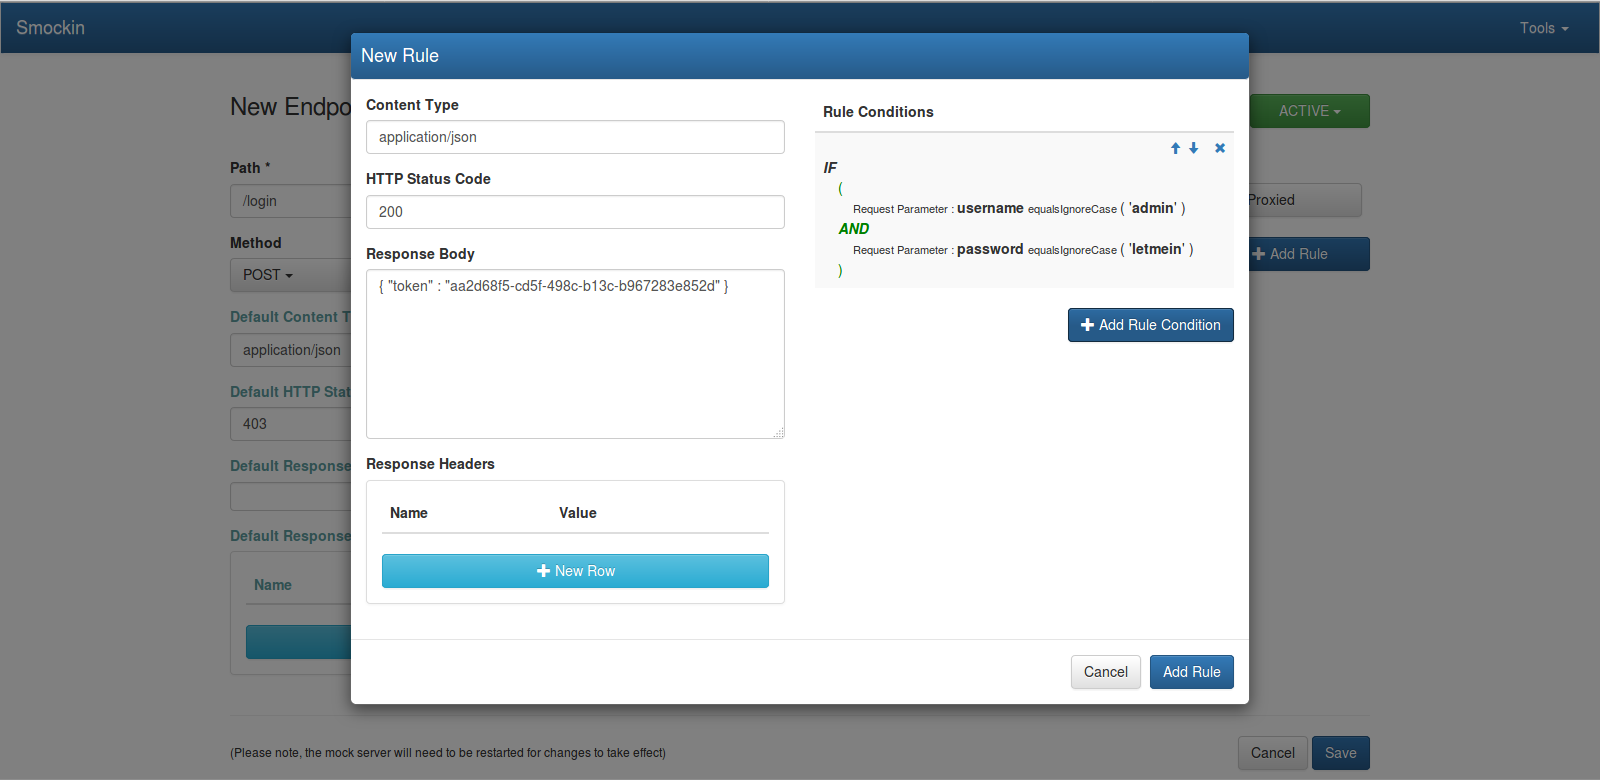 Smockin
Tools
New Rule
New Endpo
ACTIVE
Path *
/login
Proxied
Method
POST
Add Rule
Default Content T
application/json
Default HTTP Stat
403
Default Response
Default Response
Name
Content Type
application/json
HTTP Status Code
200
Response Body
{ "token" : "aa2d68f5-cd5f-498c-b13c-b967283e852d" }
Response Headers
Name Value
New Row
Rule Conditions
IF
(
Request Parameter : username equalsIgnoreCase ( 'admin' )
AND
Request Parameter : password equalsIgnoreCase ( 'letmein' )
)
Add Rule Condition
Cancel Add Rule
(Please note, the mock server will need to be restarted for changes to take effect)
Cancel Save